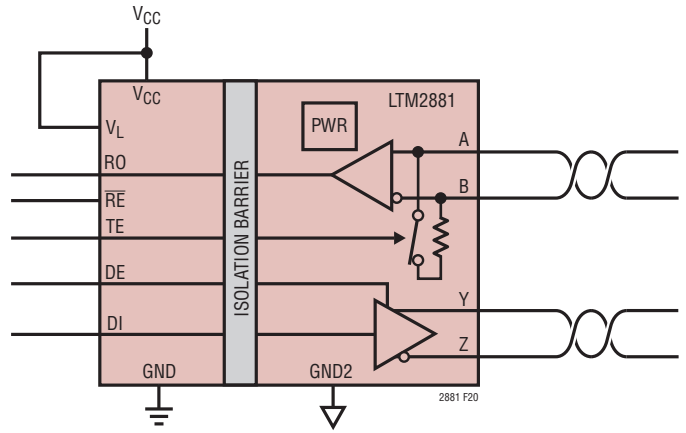 VCC
VCC
LTM2881
PWR
VL
A
RO
B
RE
TE
ISOLATION BARRIER
DE
Y
DI
Z
GND
GND2
2881 F20